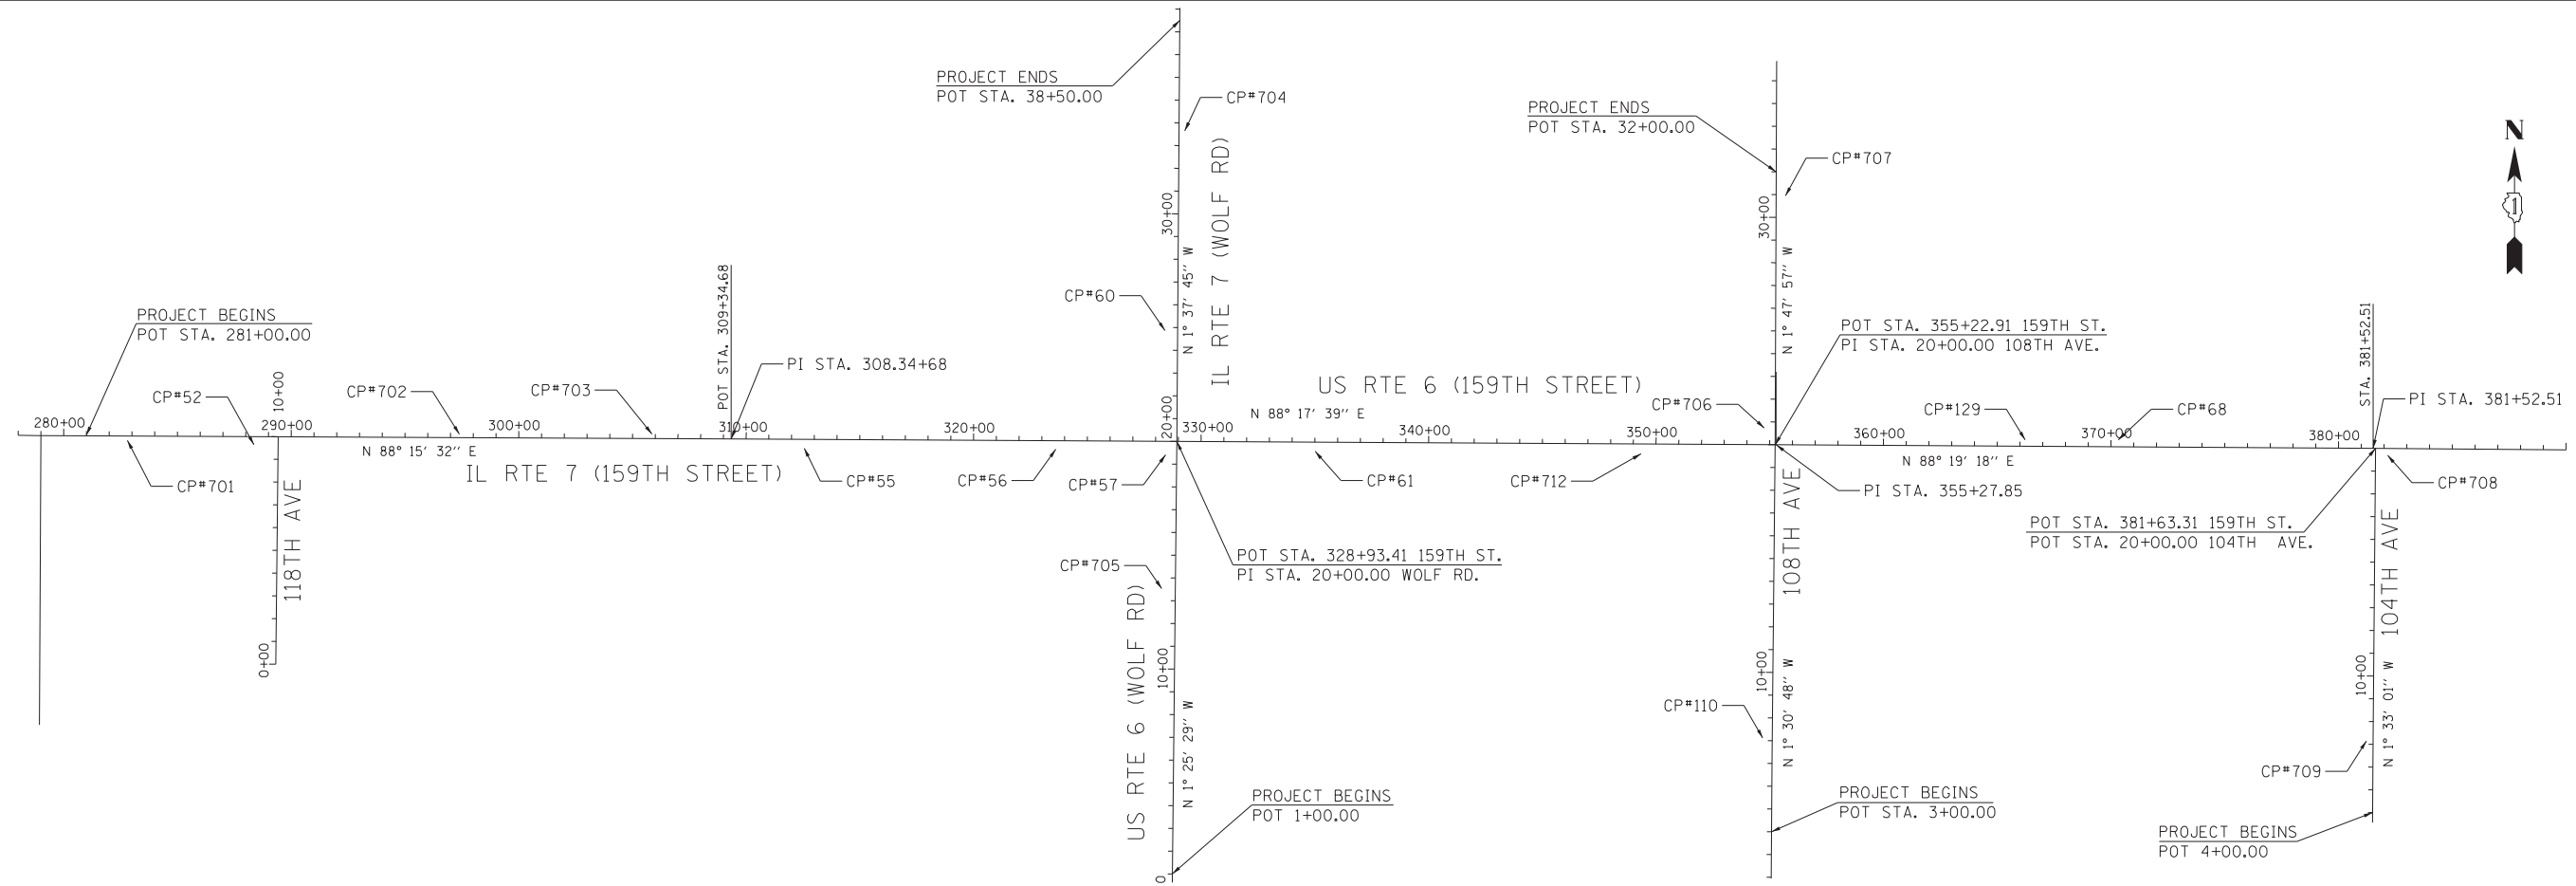 PROJECT ENDS
POT STA. 38+50.00
CP#704
PROJECT ENDS
POT STA. 32+00.00
CP#707
N
1
30+00
IL RTE 7 (WOLF RD)
N 1° 37' 45" W
30+00
N 1° 47' 57" W
CP#60
PROJECT BEGINS
POT STA. 281+00.00
POT STA. 309+34.68
PI STA. 308.34+68
POT STA. 355+22.91 159TH ST.
PI STA. 20+00.00 108TH AVE.
STA. 381+52.51
PI STA. 381+52.51
CP#52
10+00
CP#702
CP#703
US RTE 6 (159TH STREET)
CP#706
CP#129
CP#68
N 88° 17' 39" E
280+00
290+00
300+00
310+00
320+00
20+00
330+00
340+00
350+00
360+00
370+00
380+00
N 88° 15' 32" E
N 88° 19' 18" E
IL RTE 7 (159TH STREET)
CP#701
CP#55
CP#56
CP#57
CP#61
CP#712
PI STA. 355+27.85
CP#708
118TH AVE
0+00
108TH AVE
104TH AVE
POT STA. 381+63.31 159TH ST.
POT STA. 20+00.00 104TH AVE.
POT STA. 328+93.41 159TH ST.
PI STA. 20+00.00 WOLF RD.
CP#705
US RTE 6 (WOLF RD)
10+00
N 1° 25' 29" W
10+00
N 1° 30' 48" W
CP#110
10+00
N 1° 33' 01" W
CP#709
PROJECT BEGINS
POT 1+00.00
PROJECT BEGINS
POT STA. 3+00.00
PROJECT BEGINS
POT 4+00.00
0